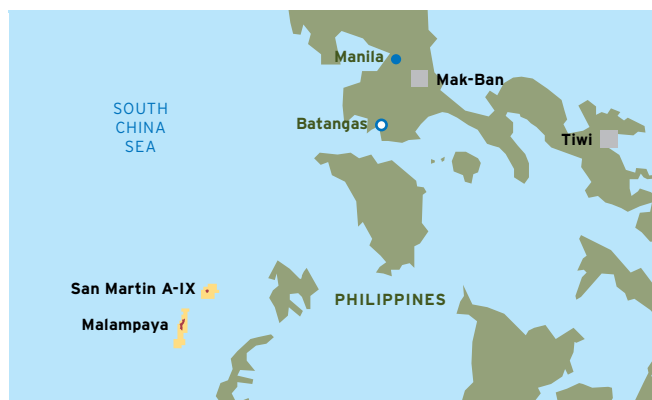 Manila
Mak-Ban
SOUTH
CHINA
SEA
Batangas
Tiwi
San Martin A-IX
PHILIPPINES
Malampaya